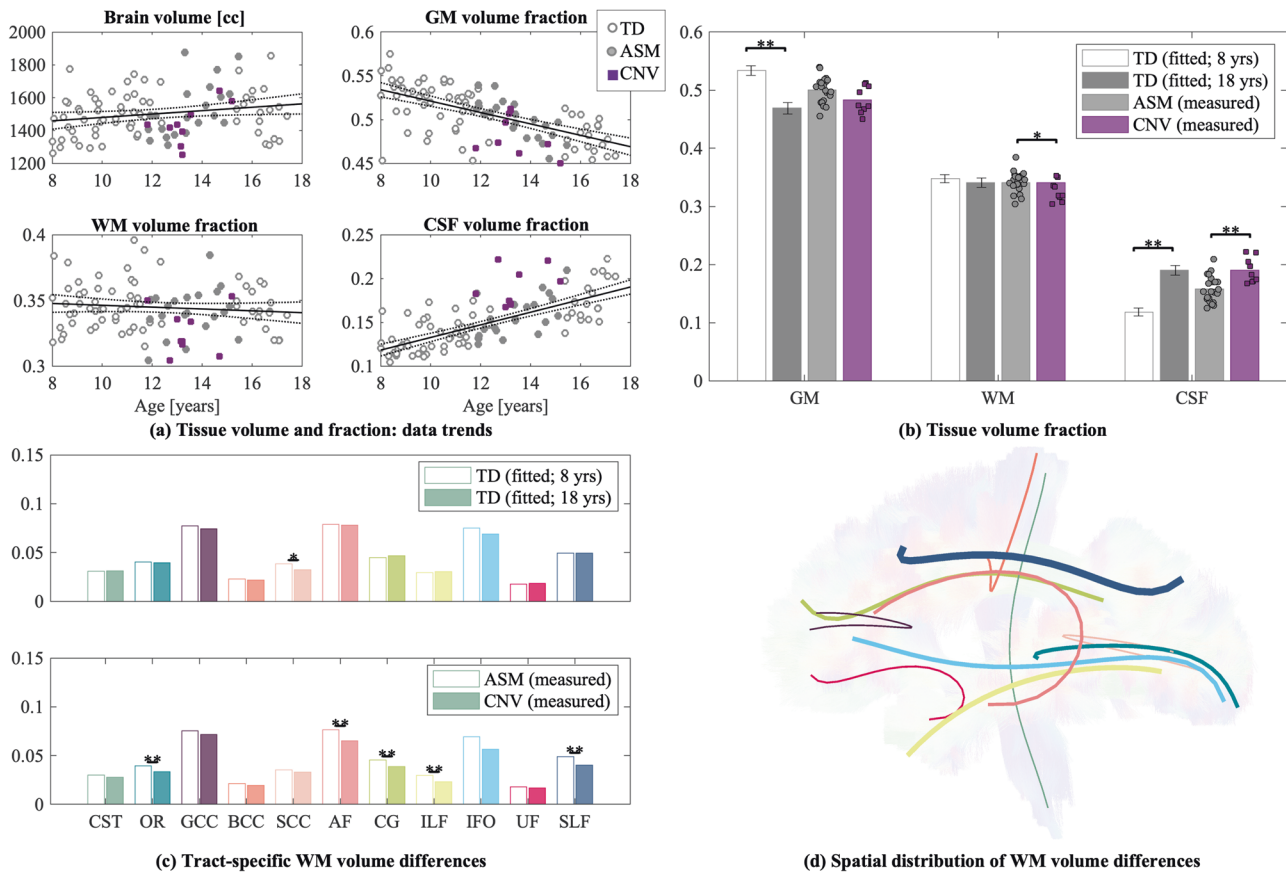 Brain volume [cc]
2000
1800
1600
1400
1200
8 10 12 14 16 18
GM volume fraction
0.6
0.55
0.5
0.45
8 10 12 14 16 18
TD
ASM
CNV
WM volume fraction
0.4
0.35
0.3
8 10 12 14 16 18
Age [years]
CSF volume fraction
0.25
0.2
0.15
0.1
8 10 12 14 16 18
Age [years]
(a) Tissue volume and fraction: data trends
0.6
0.5
0.4
0.3
0.2
0.1
0
**
*
**
**
TD (fitted; 8 yrs)
TD (fitted; 18 yrs)
ASM (measured)
CNV (measured)
GM WM CSF
(b) Tissue volume fraction
0.15
0.1
0.05
0
*
TD (fitted; 8 yrs)
TD (fitted; 18 yrs)
0.15
0.1
0.05
0
** ** ** ** **
ASM (measured)
CNV (measured)
CST OR GCC BCC SCC AF CG ILF IFO UF SLF
(c) Tract-specific WM volume differences
(d) Spatial distribution of WM volume differences